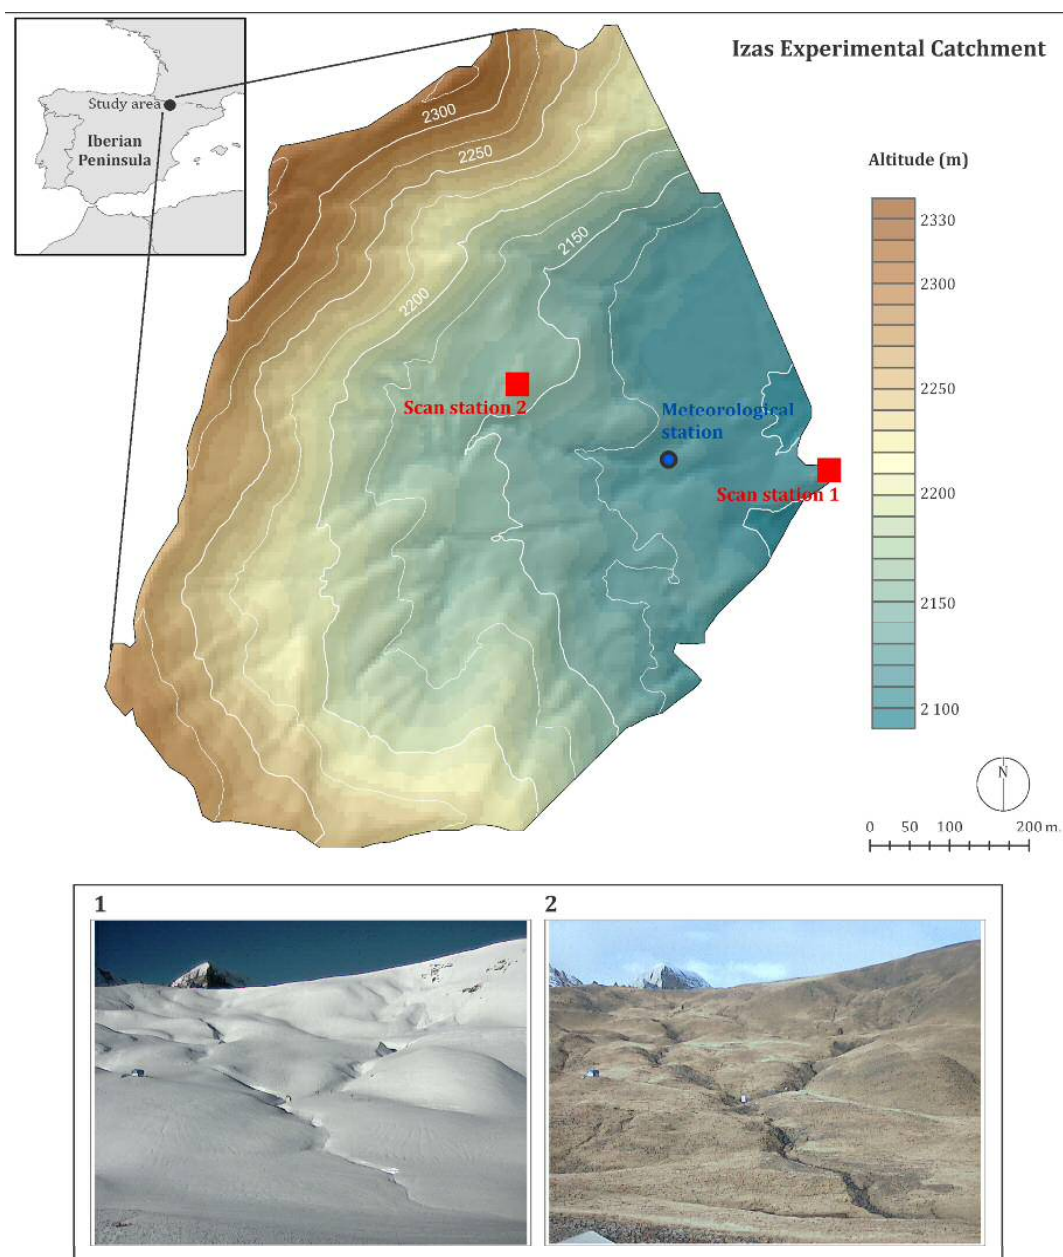 Izas Experimental Catchment
Study area
Iberian
Peninsula
2300
2250
2200
2150
Scan station 2
Meteorological
station
Scan station 1
Altitude (m)
2330
2300
2250
2200
2150
2 100
N
0 50 100 200 m.
1
2